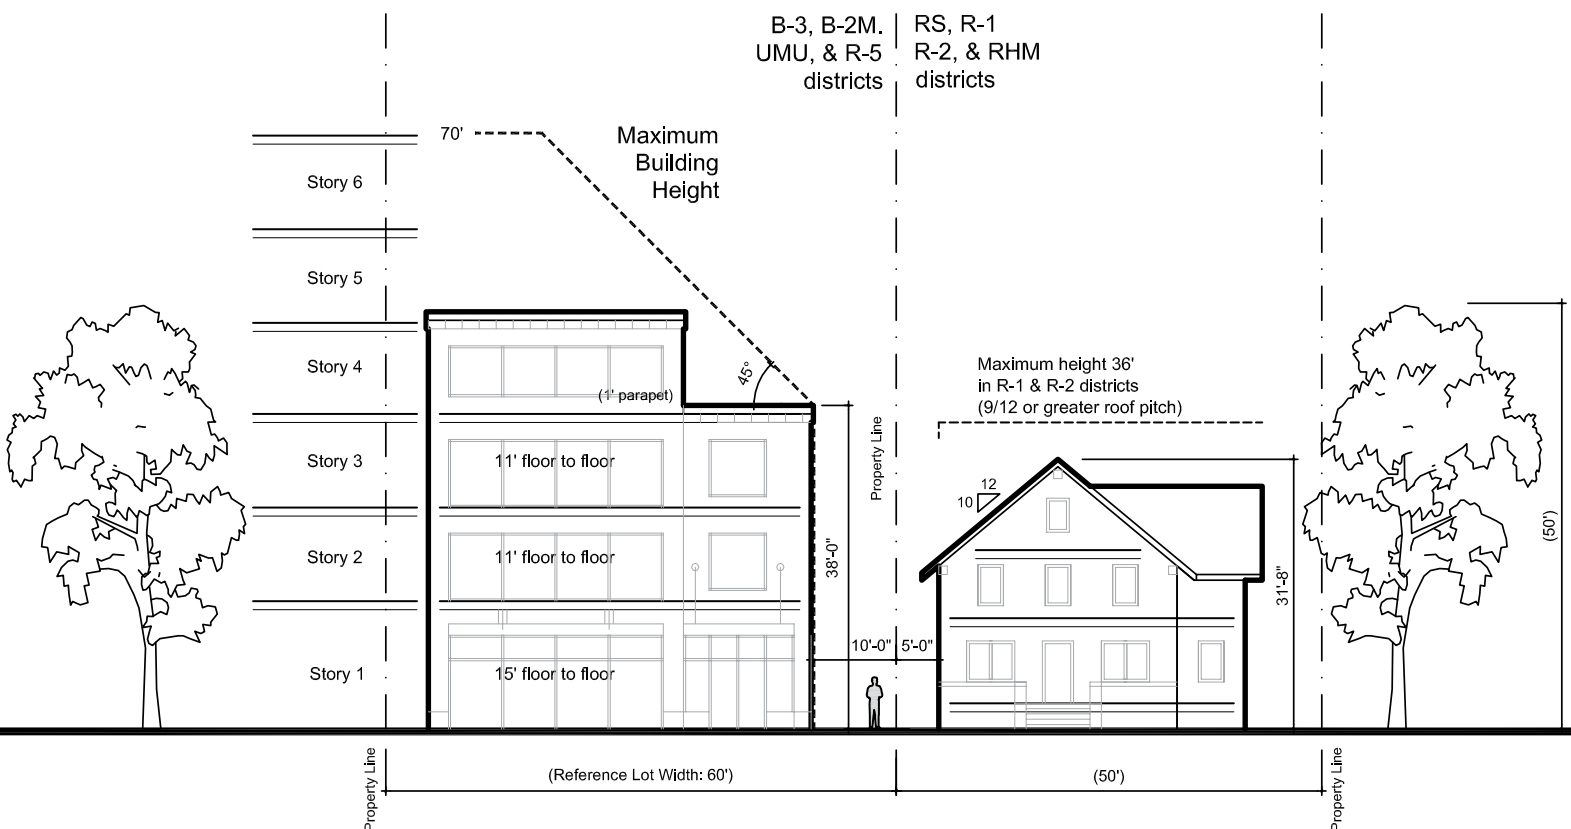 B-3, B-2M.
UMU, & R-5
districts
RS, R-1
R-2, & RHM
districts
70'
Maximum
Building
Height
Story 6
Story 5
Story 4
Story 3
Story 2
Story 1
45°
(1' parapet)
11' floor to floor
11' floor to floor
15' floor to floor
38'-0"
Property Line
10'-0"
5'-0"
Maximum height 36'
in R-1 & R-2 districts
(9/12 or greater roof pitch)
12
10
31'-8"
(50')
Property Line
(Reference Lot Width: 60')
(50')
Property Line